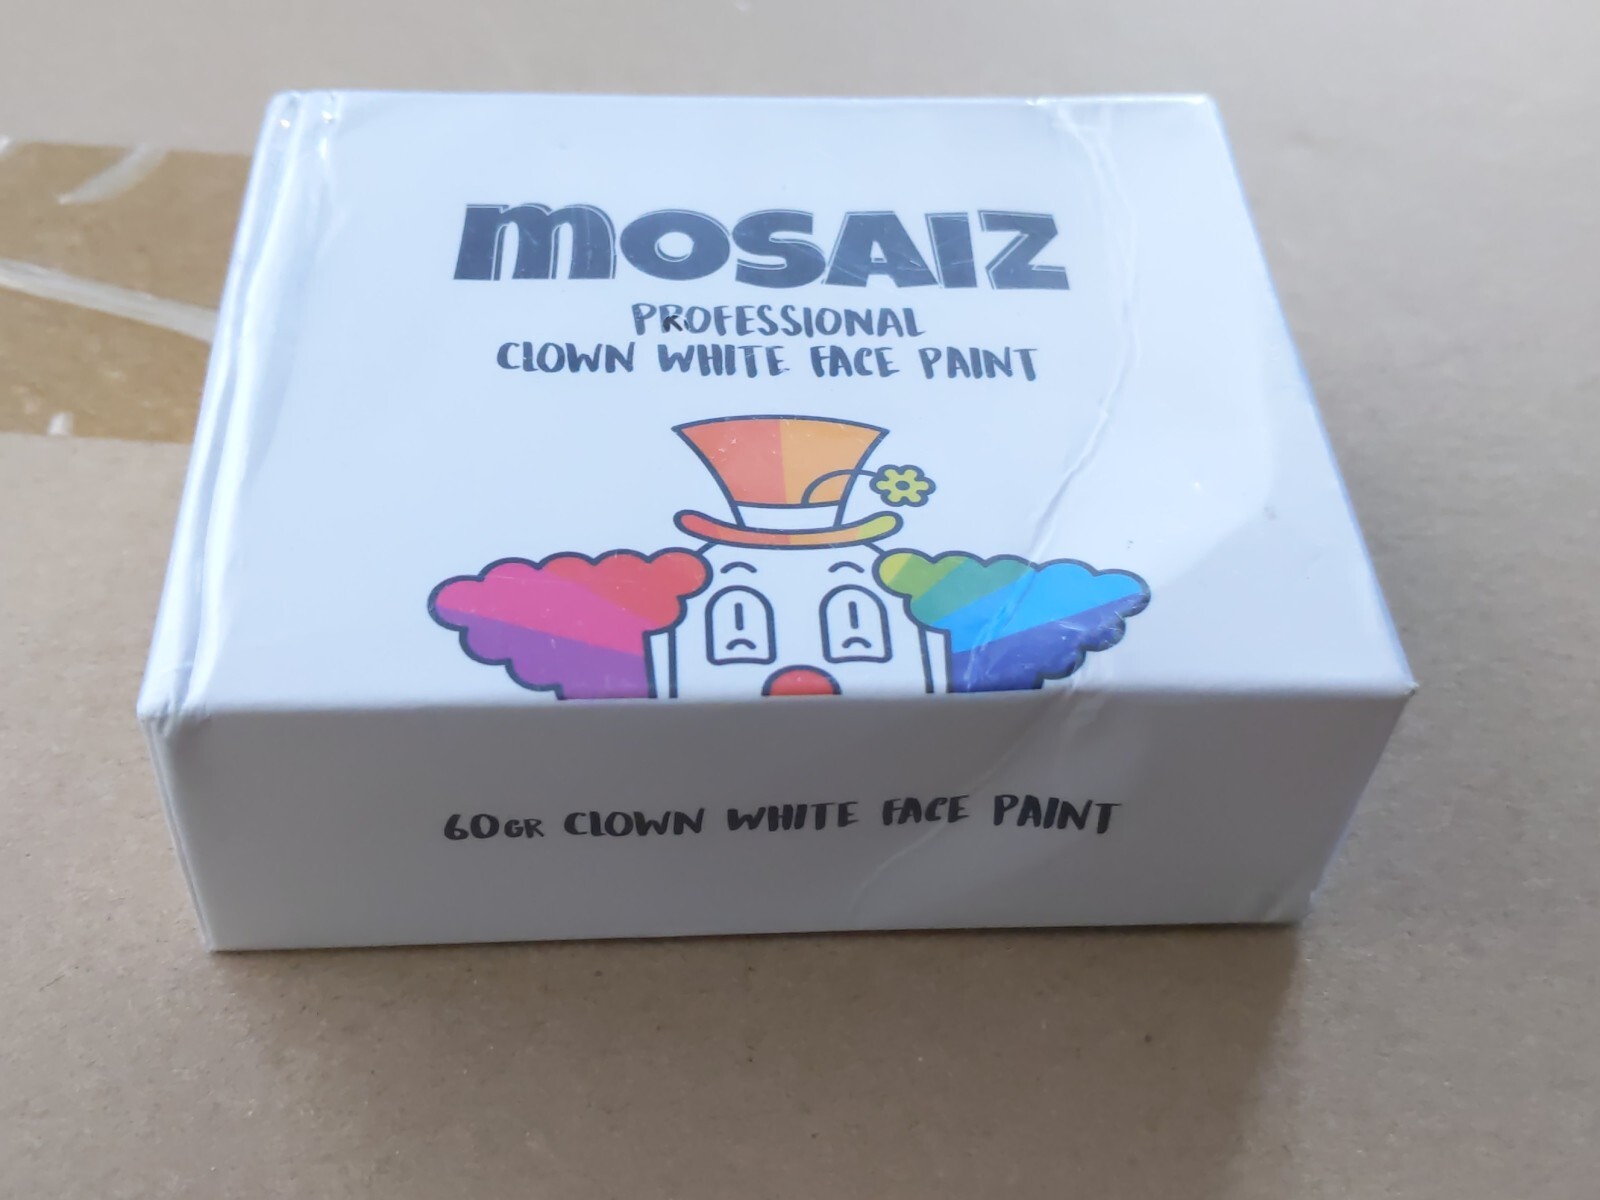 MOSAIZ
PROFESSIONAL
CLOWN WHITE FACE PAINT
60GR CLOWN WHITE FACE PAINT